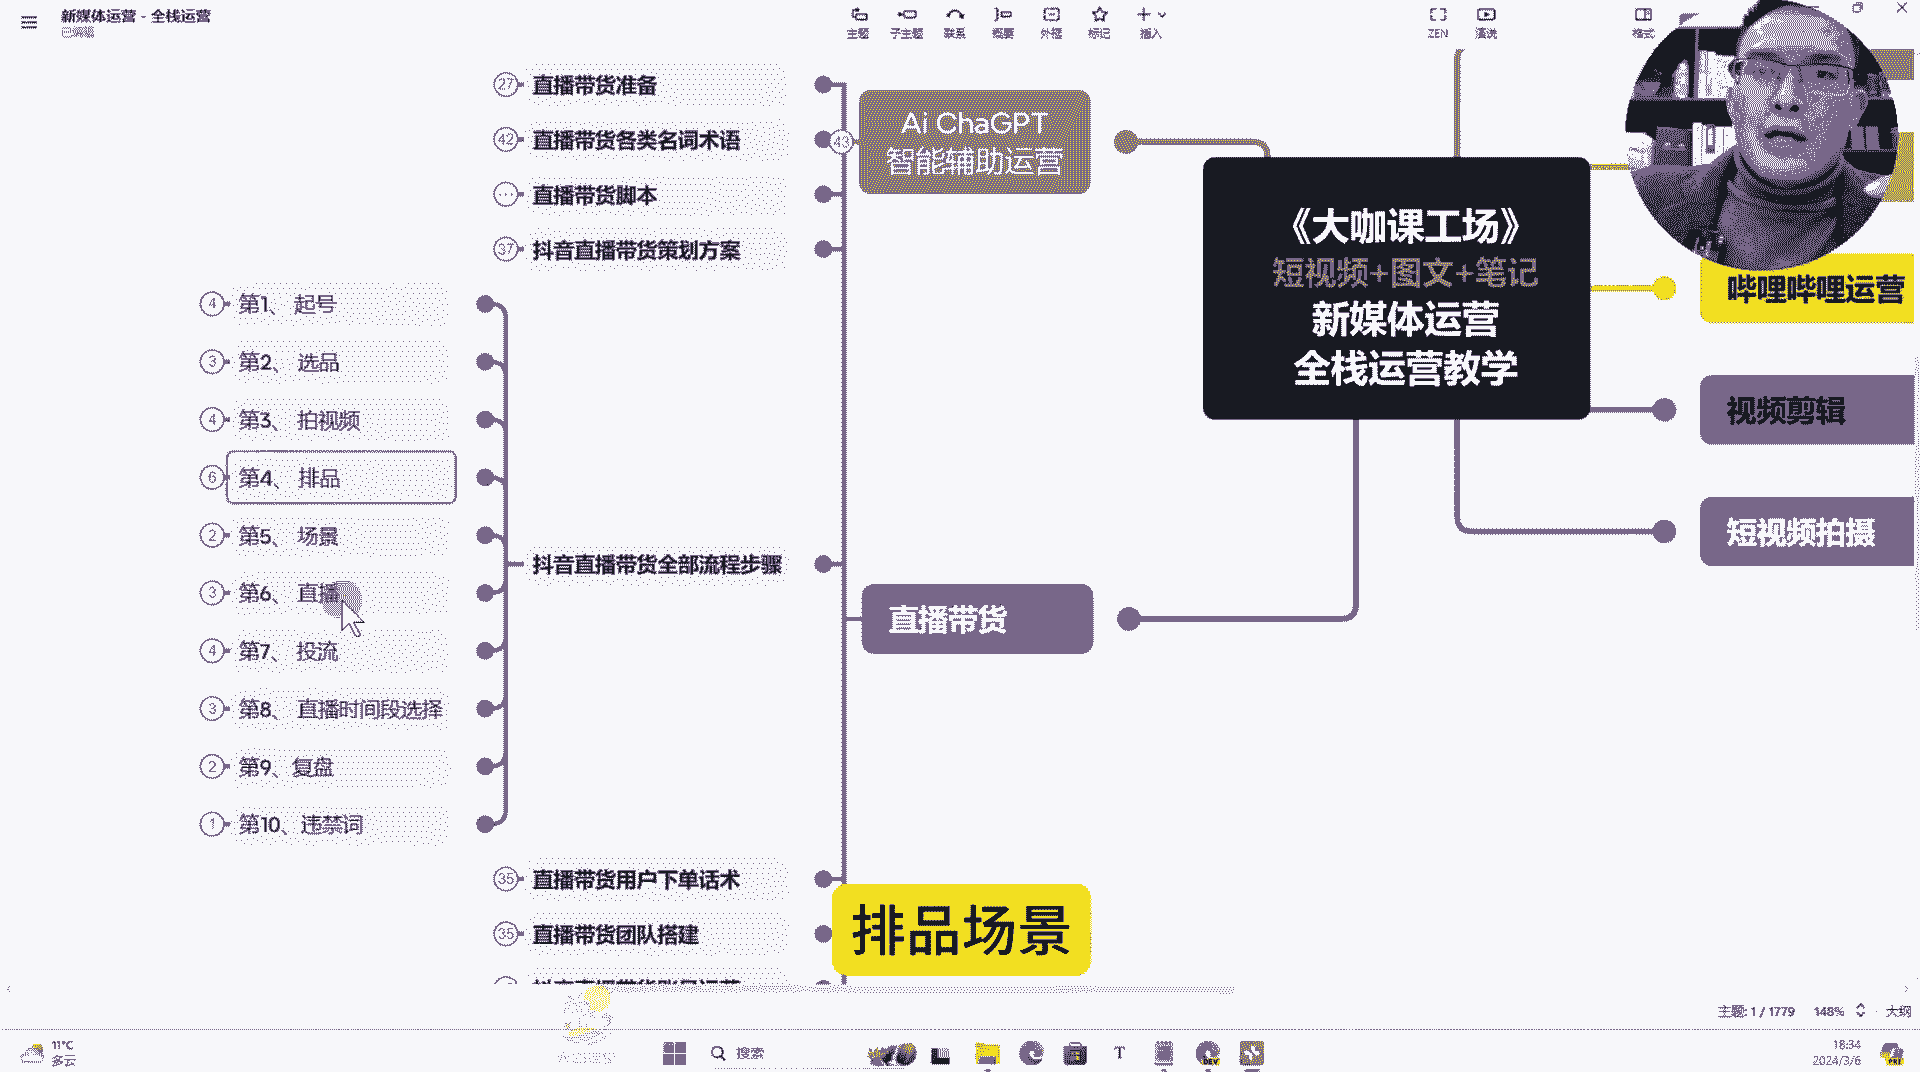 新媒体运营 - 全栈运营
已编辑
主题
子主题
联系
概要
外框
标记
插入
ZEN
演说
格式
27
直播带货准备
42
直播带货各类名词术语
直播带货脚本
37
抖音直播带货策划方案
43
Ai ChaGPT
智能辅助运营
《大咖课工场》
短视频+图文+笔记
新媒体运营
全栈运营教学
哔哩哔哩运营
视频剪辑
短视频拍摄
4
第1、 起号
3
第2、 选品
4
第3、 拍视频
6
第4、 排品
2
第5、 场景
3
第6、 直播
4
第7、 投流
3
第8、 直播时间段选择
2
第9、复盘
1
第10、违禁词
抖音直播带货全部流程步骤
直播带货
35
直播带货用户下单话术
35
直播带货团队搭建
排品场景
主题: 1 / 1779
148%
大纲
11°C
多云
搜索
18:34
2024/3/6